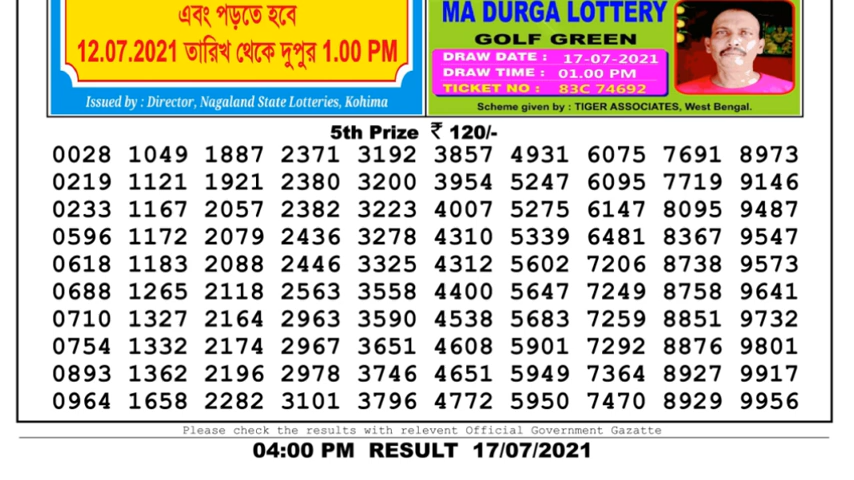 এবং পড়তে হবে
12.07.2021 তারিখ থেকে দুপুর 1.00 PM
Issued by : Director, Nagaland State Lotteries, Kohima
MA DURGA LOTTERY
GOLF GREEN
DRAW DATE : 17-07-2021
DRAW TIME : 01.00 PM
TICKET NO : 83C 74692
Scheme given by : TIGER ASSOCIATES, West Bengal.
5th Prize ₹ 120/-
0028 1049 1887 2371 3192 3857 4931 6075 7691 8973
0219 1121 1921 2380 3200 3954 5247 6095 7719 9146
0233 1167 2057 2382 3223 4007 5275 6147 8095 9487
0596 1172 2079 2436 3278 4310 5339 6481 8367 9547
0618 1183 2088 2446 3325 4312 5602 7206 8738 9573
0688 1265 2118 2563 3558 4400 5647 7249 8758 9641
0710 1327 2164 2963 3590 4538 5683 7259 8851 9732
0754 1332 2174 2967 3651 4608 5901 7292 8876 9801
0893 1362 2196 2978 3746 4651 5949 7364 8927 9917
0964 1658 2282 3101 3796 4772 5950 7470 8929 9956
Please check the results with relevent Official Government Gazatte
04:00 PM RESULT 17/07/2021